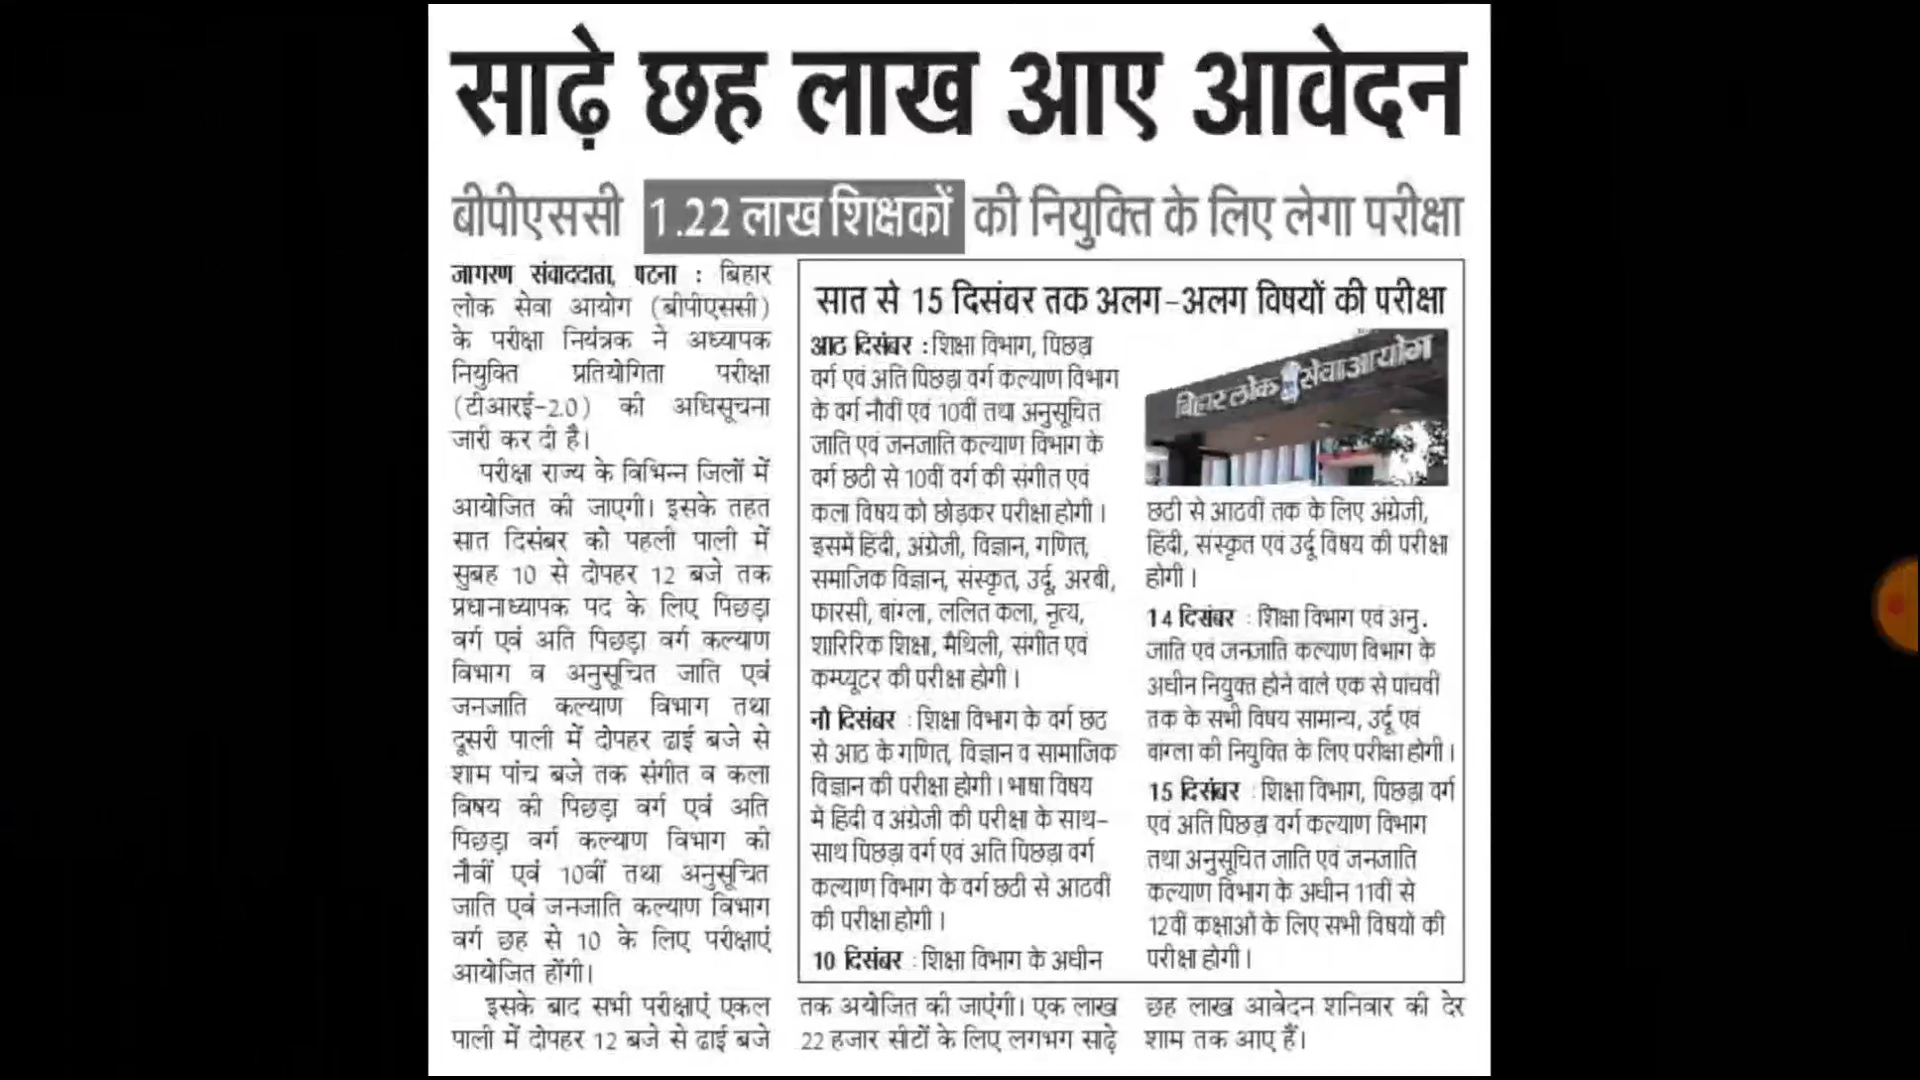 साढ़े छह लाख आए आवेदन
बीपीएससी 1.22 लाख शिक्षकों की नियुक्ति के लिए लेगा परीक्षा
जागरण संवाददाता, पटना : बिहार
लोक सेवा आयोग (बीपीएससी)
के परीक्षा नियंत्रक ने अध्यापक
नियुक्ति प्रतियोगिता परीक्षा
(टीआरई-2.0) की अधिसूचना
जारी कर दी है।
परीक्षा राज्य के विभिन्न जिलों में
आयोजित की जाएगी। इसके तहत
सात दिसंबर को पहली पाली में
सुबह 10 से दोपहर 12 बजे तक
प्रधानाध्यापक पद के लिए पिछड़ा
वर्ग एवं अति पिछड़ा वर्ग कल्याण
विभाग व अनुसूचित जाति एवं
जनजाति कल्याण विभाग तथा
दूसरी पाली में दोपहर ढाई बजे से
शाम पांच बजे तक संगीत व कला
विषय की पिछड़ा वर्ग एवं अति
पिछड़ा वर्ग कल्याण विभाग की
नौवीं एवं 10वीं तथा अनुसूचित
जाति एवं जनजाति कल्याण विभाग
वर्ग छह से 10 के लिए परीक्षाएं
आयोजित होंगी।
इसके बाद सभी परीक्षाएं एकल
पाली में दोपहर 12 बजे से ढाई बजे
सात से 15 दिसंबर तक अलग-अलग विषयों की परीक्षा
आठ दिसंबर : शिक्षा विभाग, पिछड़ा
वर्ग एवं अति पिछड़ा वर्ग कल्याण विभाग
के वर्ग नौवीं एवं 10वीं तथा अनुसूचित
जाति एवं जनजाति कल्याण विभाग के
वर्ग छठी से 10वीं वर्ग की संगीत एवं
कला विषय को छोड़कर परीक्षा होगी।
इसमें हिंदी, अंग्रेजी, विज्ञान, गणित,
समाजिक विज्ञान, संस्कृत, उर्दू, अरबी,
फारसी, बांग्ला, ललित कला, नृत्य,
शारिरिक शिक्षा, मैथिली, संगीत एवं
कम्प्यूटर की परीक्षा होगी।
नौ दिसंबर : शिक्षा विभाग के वर्ग छठ
से आठ के गणित, विज्ञान व सामाजिक
विज्ञान की परीक्षा होगी। भाषा विषय
में हिंदी व अंग्रेजी की परीक्षा के साथ-
साथ पिछड़ा वर्ग एवं अति पिछड़ा वर्ग
कल्याण विभाग के वर्ग छठी से आठवीं
की परीक्षा होगी।
10 दिसंबर : शिक्षा विभाग के अधीन
बिहार लोक सेवा आयोग
छठी से आठवीं तक के लिए अंग्रेजी,
हिंदी, संस्कृत एवं उर्दू विषय की परीक्षा
होगी।
14 दिसंबर : शिक्षा विभाग एवं अनु.
जाति एवं जनजाति कल्याण विभाग के
अधीन नियुक्त होने वाले एक से पांचवीं
तक के सभी विषय सामान्य, उर्दू एवं
वांग्ला की नियुक्ति के लिए परीक्षा होगी।
15 दिसंबर : शिक्षा विभाग, पिछड़ा वर्ग
एवं अति पिछड़ा वर्ग कल्याण विभाग
तथा अनुसूचित जाति एवं जनजाति
कल्याण विभाग के अधीन 11वीं से
12वीं कक्षाओं के लिए सभी विषयों की
परीक्षा होगी।
तक अयोजित की जाएंगी। एक लाख
22 हजार सीटों के लिए लगभग साढ़े
छह लाख आवेदन शनिवार की देर
शाम तक आए हैं।